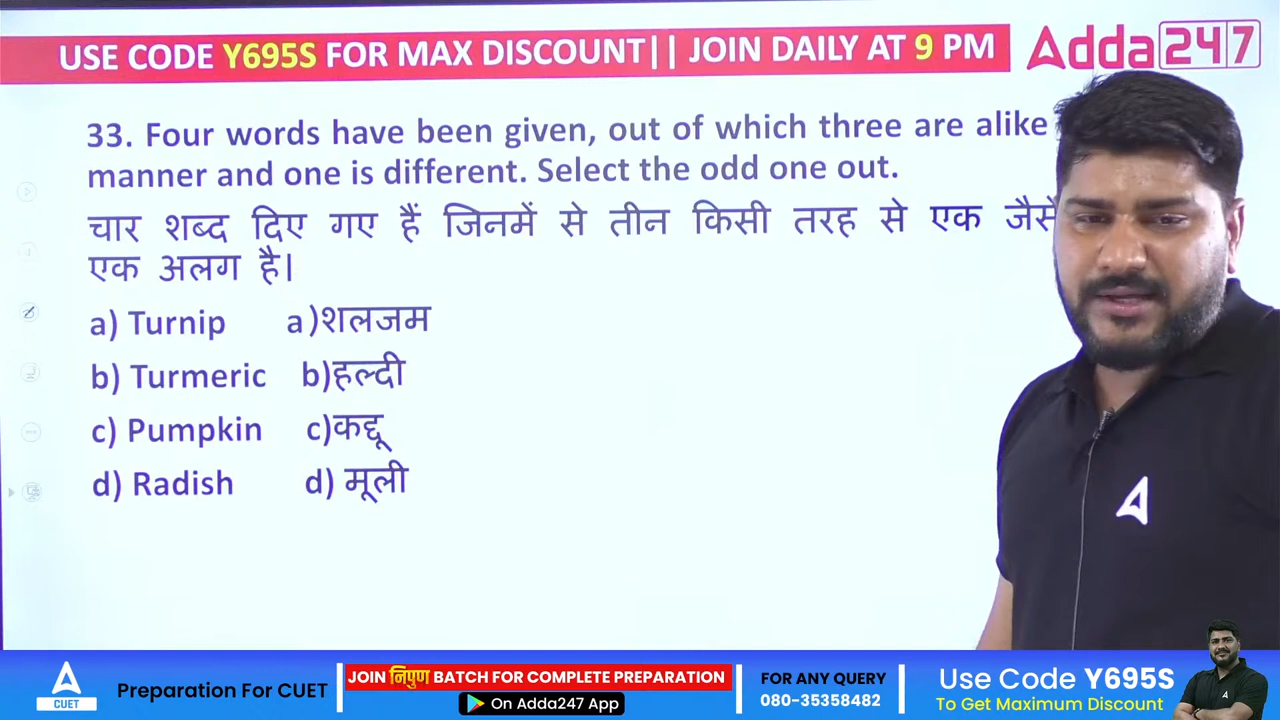 USE CODE Y695S FOR MAX DISCOUNT|| JOIN DAILY AT 9 PM
Adda247
33. Four words have been given, out of which three are alike
manner and one is different. Select the odd one out.
चार शब्द दिए गए हैं जिनमें से तीन किसी तरह से एक जैसे
एक अलग है।
a) Turnip a)शलजम
b) Turmeric b)हल्दी
c) Pumpkin c)कद्दू
d) Radish d) मूली
CUET
Preparation For CUET
JOIN निपुण BATCH FOR COMPLETE PREPARATION
On Adda247 App
FOR ANY QUERY
080-35358482
Use Code Y695S
To Get Maximum Discount